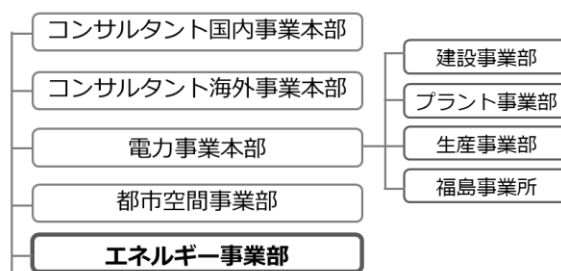 コンサルタント国内事業本部
コンサルタント海外事業本部
電力事業本部
都市空間事業部
エネルギー事業部
建設事業部
プラント事業部
生産事業部
福島事業所